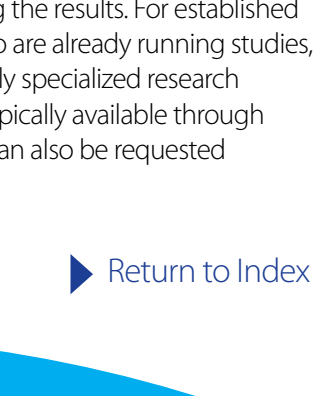 g the results. For established
o are already running studies,
ly specialized research
pically available through
an also be requested
Return to Index